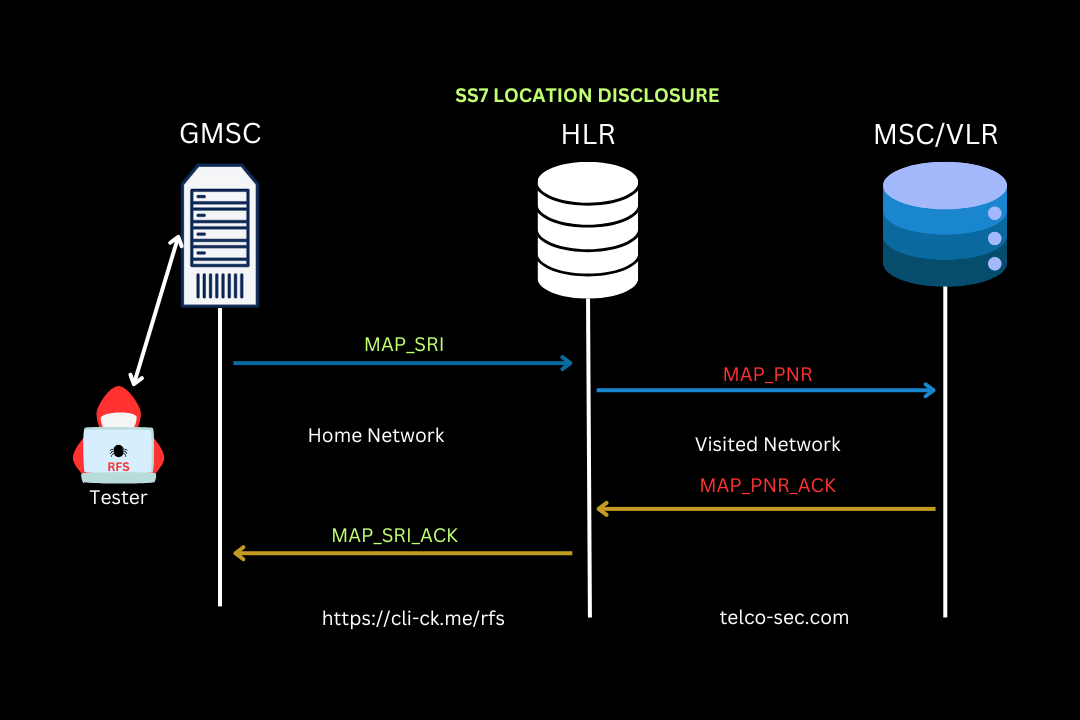 SS7 LOCATION DISCLOSURE
GMSC
HLR
MSC/VLR
MAP_SRI
MAP_PNR
Home Network
Visited Network
RFS
Tester
MAP_PNR_ACK
MAP_SRI_ACK
https://cli-ck.me/rfs
telco-sec.com